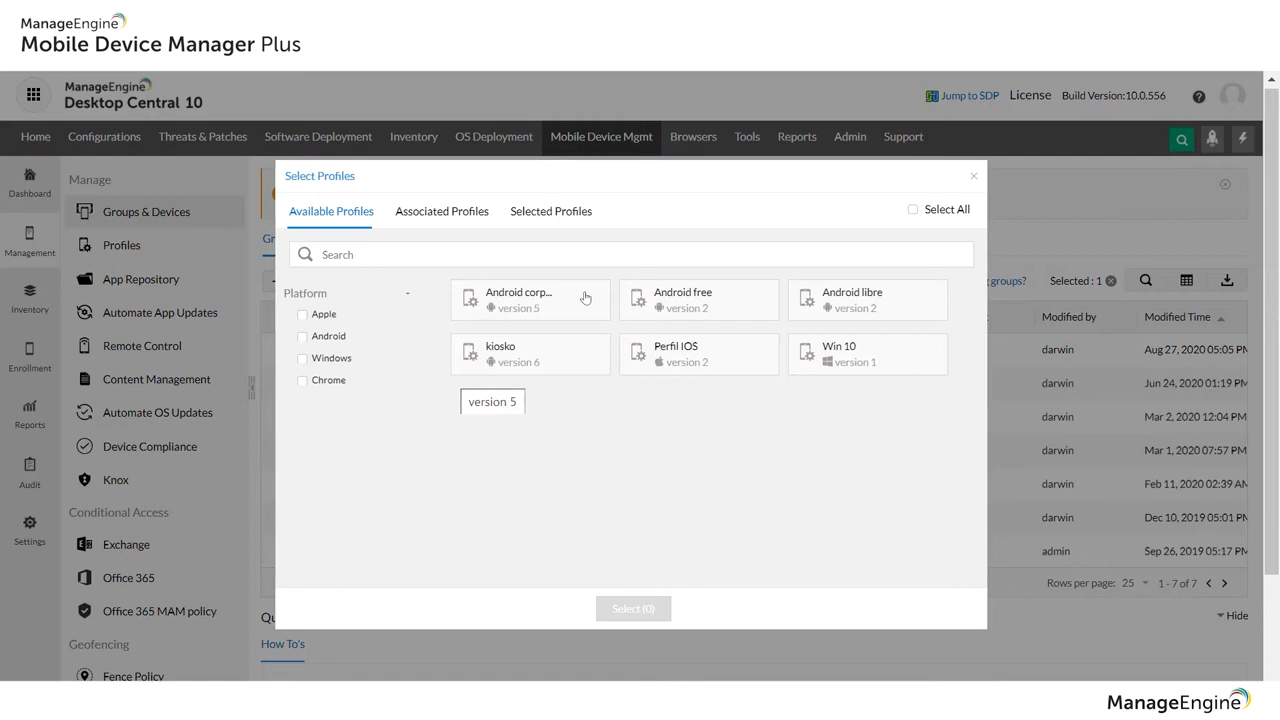 ManageEngine
Mobile Device Manager Plus
ManageEngine
Desktop Central 10
Jump to SDP License Build Version:10.0.556
Home Configurations Threats & Patches Software Deployment Inventory OS Deployment Mobile Device Mgmt Browsers Tools Reports Admin Support
Dashboard
Management
Inventory
Enrollment
Reports
Audit
Settings
Manage
Groups & Devices
Profiles
App Repository
Automate App Updates
Remote Control
Content Management
Automate OS Updates
Device Compliance
Knox
Conditional Access
Exchange
Office 365
Office 365 MAM policy
Geofencing
Fence Policy
Select Profiles
Available Profiles Associated Profiles Selected Profiles Select All
Search
Platform -
Apple
Android
Windows
Chrome
Android corp...
version 5
Android free
version 2
Android libre
version 2
kiosko
version 6
Perfil IOS
version 2
Win 10
version 1
version 5
Select (0)
groups? Selected : 1
Modified by Modified Time
darwin Aug 27, 2020 05:05 PM
darwin Jun 24, 2020 01:19 PM
darwin Mar 2, 2020 12:04 PM
darwin Mar 1, 2020 07:57 PM
darwin Feb 11, 2020 02:39 AM
darwin Dec 10, 2019 05:01 PM
admin Sep 26, 2019 05:17 PM
Rows per page: 25 1 - 7 of 7
Hide
How To's
ManageEngine